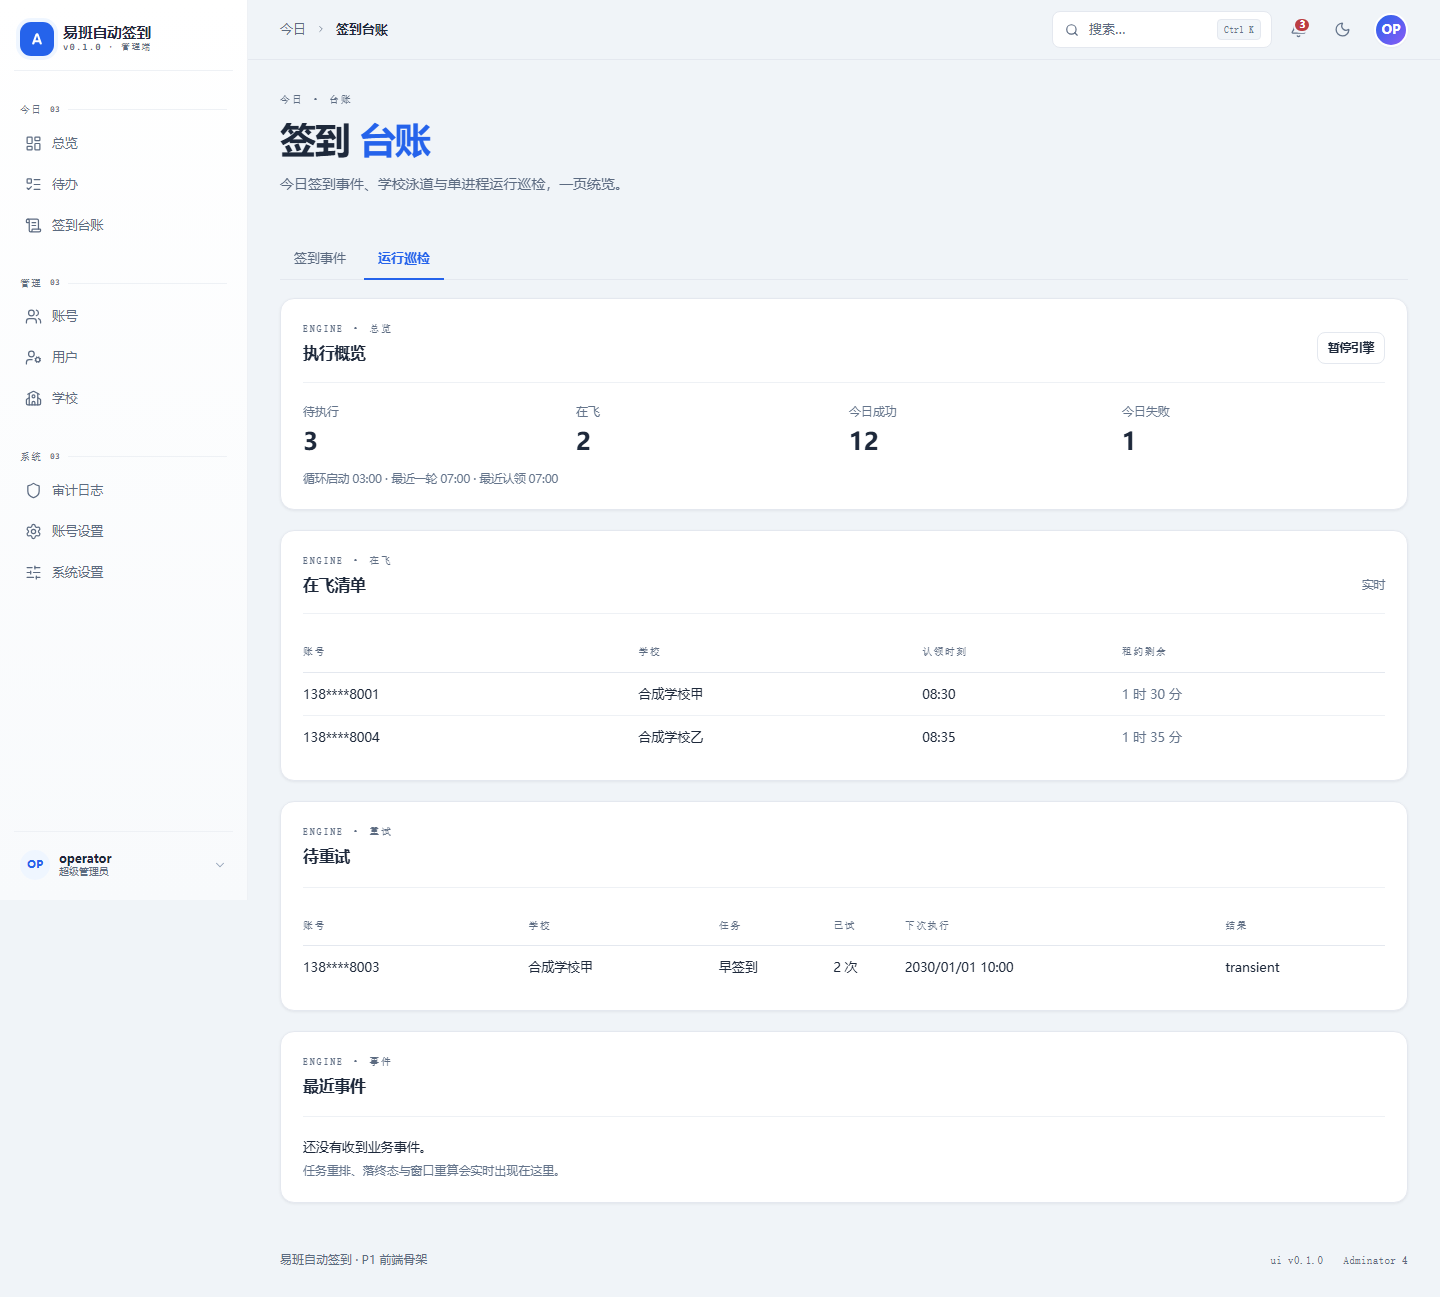 A
易班自动签到
v0.1.0 · 管理端
今日 03
总览
待办
签到台账
管理 03
账号
用户
学校
系统 03
审计日志
账号设置
系统设置
OP
operator
超级管理员
今日 › 签到台账
搜索...
Ctrl K
3
OP
今日 • 台账
签到 台账
今日签到事件、学校泳道与单进程运行巡检，一页统览。
签到事件
运行巡检
ENGINE • 总览
执行概览
暂停引擎
待执行 在飞 今日成功 今日失败
3 2 12 1
循环启动 03:00 · 最近一轮 07:00 · 最近认领 07:00
ENGINE • 在飞
在飞清单
实时
账号 学校 认领时刻 租约剩余
138****8001 合成学校甲 08:30 1 时 30 分
138****8004 合成学校乙 08:35 1 时 35 分
ENGINE • 重试
待重试
账号 学校 任务 已试 下次执行 结果
138****8003 合成学校甲 早签到 2 次 2030/01/01 10:00 transient
ENGINE • 事件
最近事件
还没有收到业务事件。
任务重排、落终态与窗口重算会实时出现在这里。
易班自动签到 · P1 前端骨架
ui v0.1.0 Adminator 4